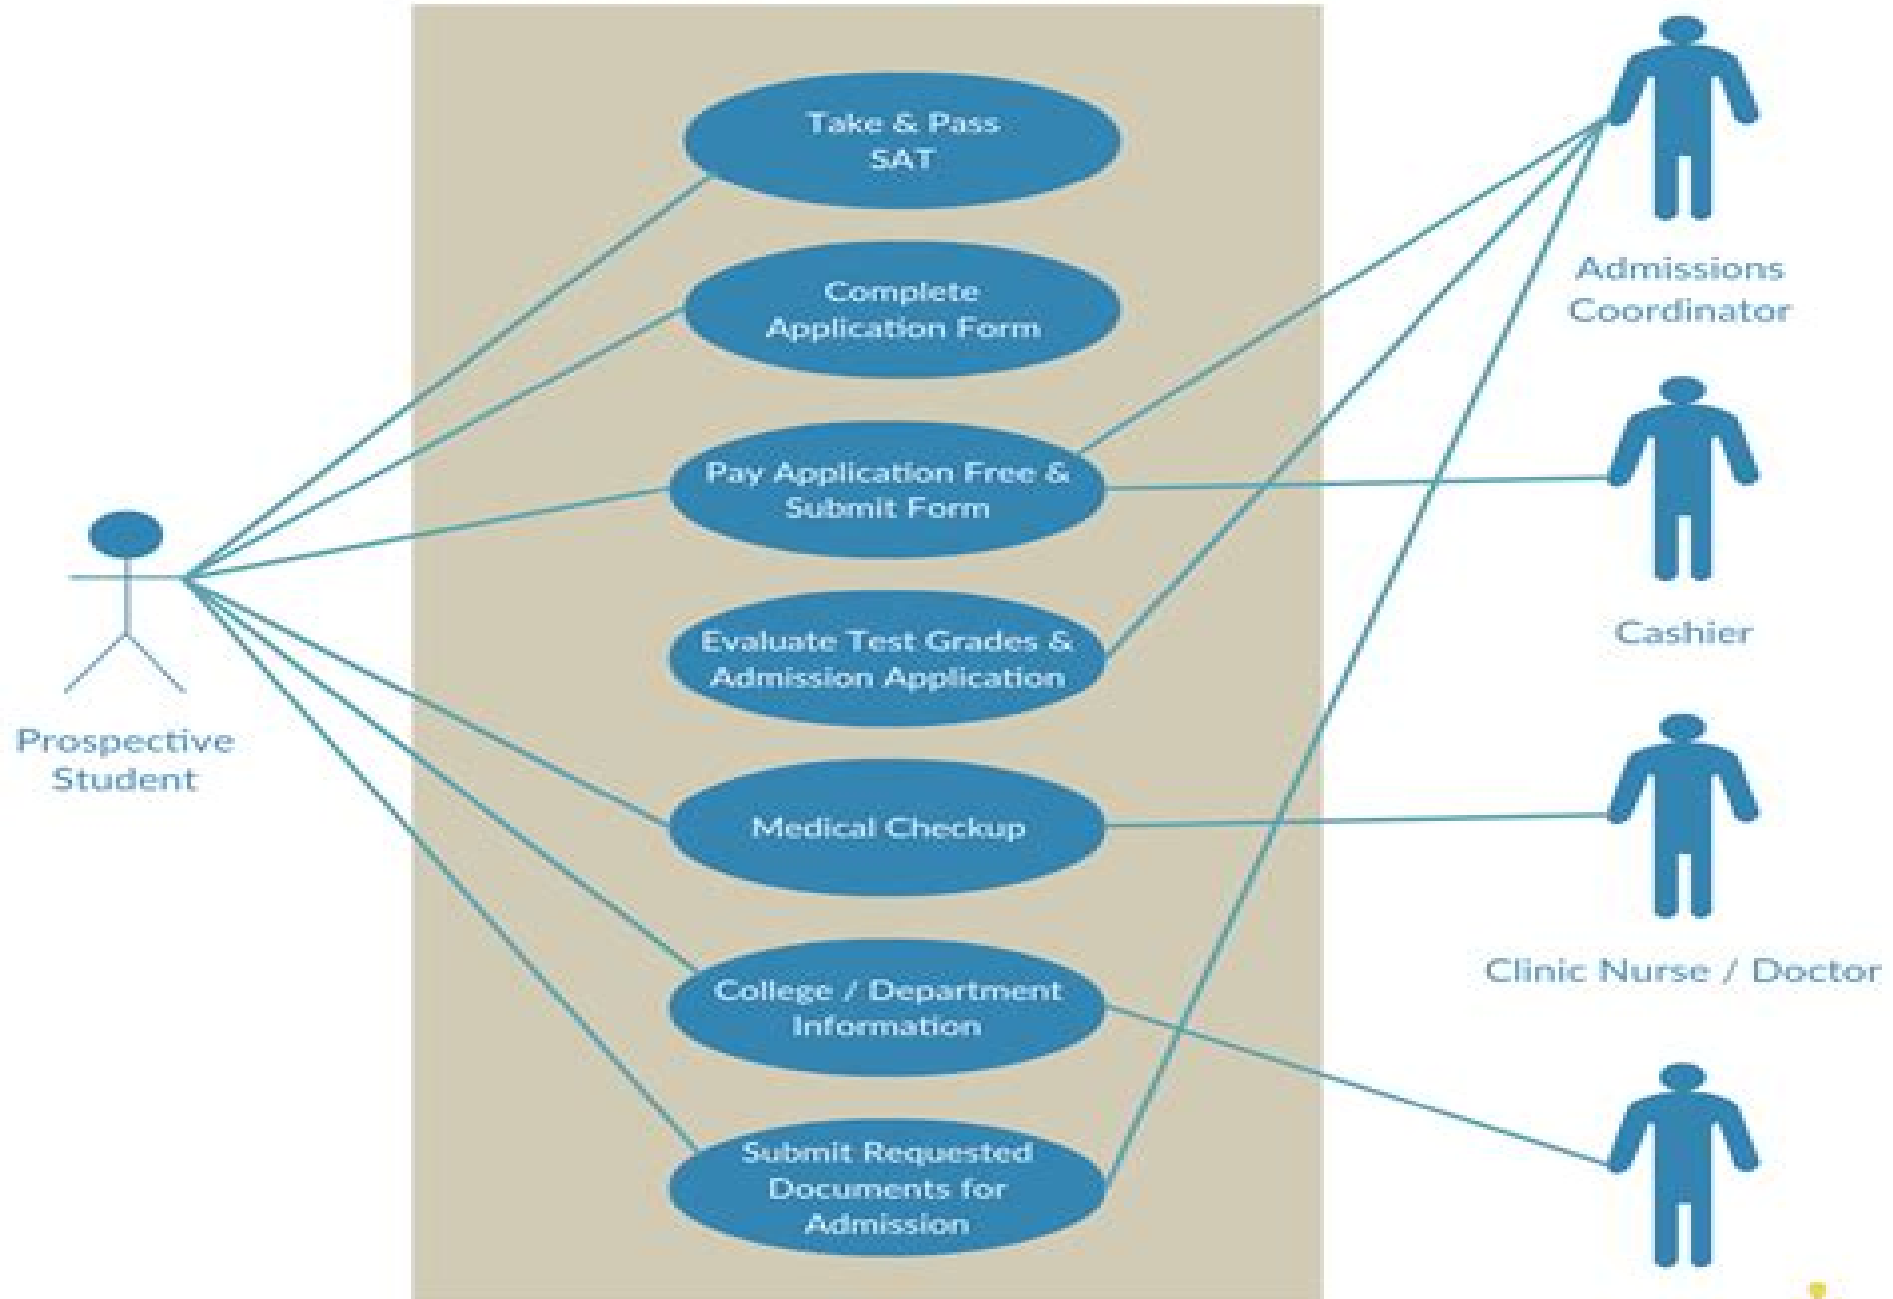 Take & Pass
SAT
Complete
Application Form
Pay Application Free &
Submit Form
Evaluate Test Grades &
Admission Application
Medical Checkup
College / Department
Information
Submit Requested
Documents for
Admission
Prospective
Student
Admissions
Coordinator
Cashier
Clinic Nurse / Doctor